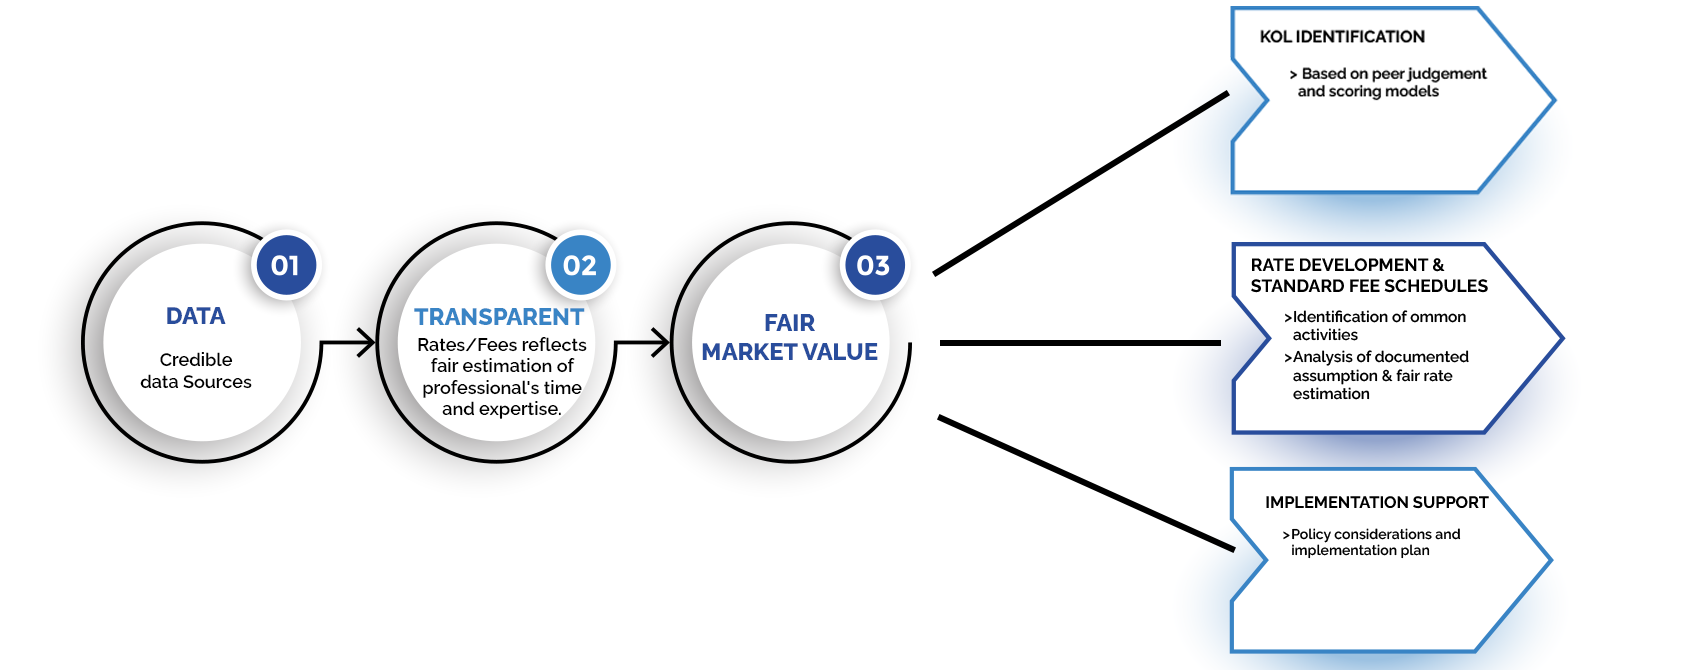 01
DATA
Credible
data Sources
02
TRANSPARENT
Rates/Fees reflects
fair estimation of
professional's time
and expertise.
03
FAIR
MARKET VALUE
KOL IDENTIFICATION
> Based on peer judgement
and scoring models
RATE DEVELOPMENT &
STANDARD FEE SCHEDULES
>Identification of ommon
activities
>Analysis of documented
assumption & fair rate
estimation
IMPLEMENTATION SUPPORT
>Policy considerations and
implementation plan